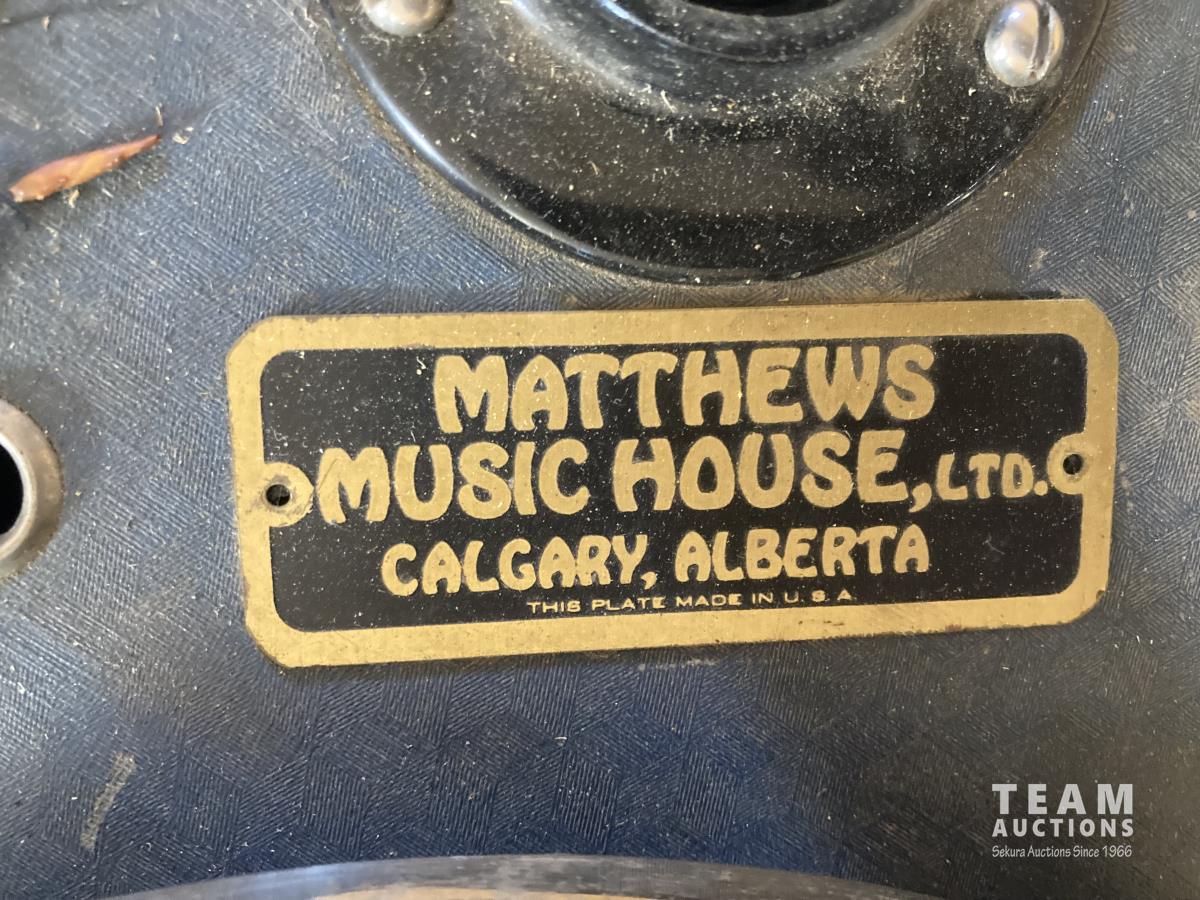 MATTHEWS
MUSIC HOUSE, LTD.
CALGARY, ALBERTA
THIS PLATE MADE IN U. S. A
TEAM
AUCTIONS
Sekura Auctions Since 1966